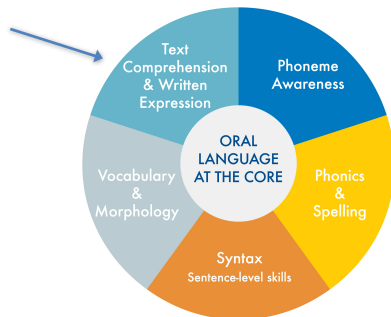 Text
Comprehension
& Written
Expression
Phoneme
Awareness
ORAL
LANGUAGE
AT THE CORE
Vocabulary
&
Morphology
Phonics
&
Spelling
Syntax
Sentence-level skills